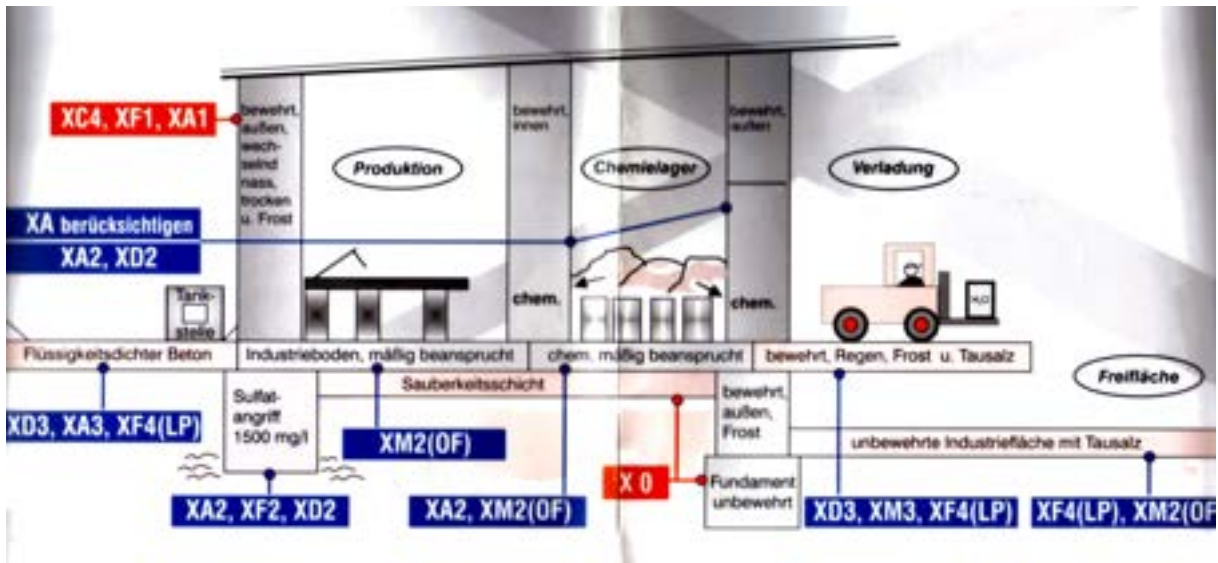 XC4, XF1, XA1
bewehrt,
außen,
wech-
selnd
nass,
trocken
u. Frost
Produktion
bewehrt,
innen
Chemielager
bewehrt,
außen
Verladung
XA berücksichtigen
XA2, XD2
Tank-
stelle
chem.
chem.
H₂O
Flüssigkeitsdichter Beton
Industrieboden, mäßig beansprucht
chem. mäßig beansprucht
bewehrt, Regen, Frost u. Tausalz
Freifläche
Sauberkeitsschicht
Sulfat-
angriff
1500 mg/l
bewehrt,
außen,
Frost
XD3, XA3, XF4(LP)
XM2(OF)
unbewehrte Industriefläche mit Tausalz
X 0
Fundament
unbewehrt
XA2, XF2, XD2
XA2, XM2(OF)
XD3, XM3, XF4(LP)
XF4(LP), XM2(OF